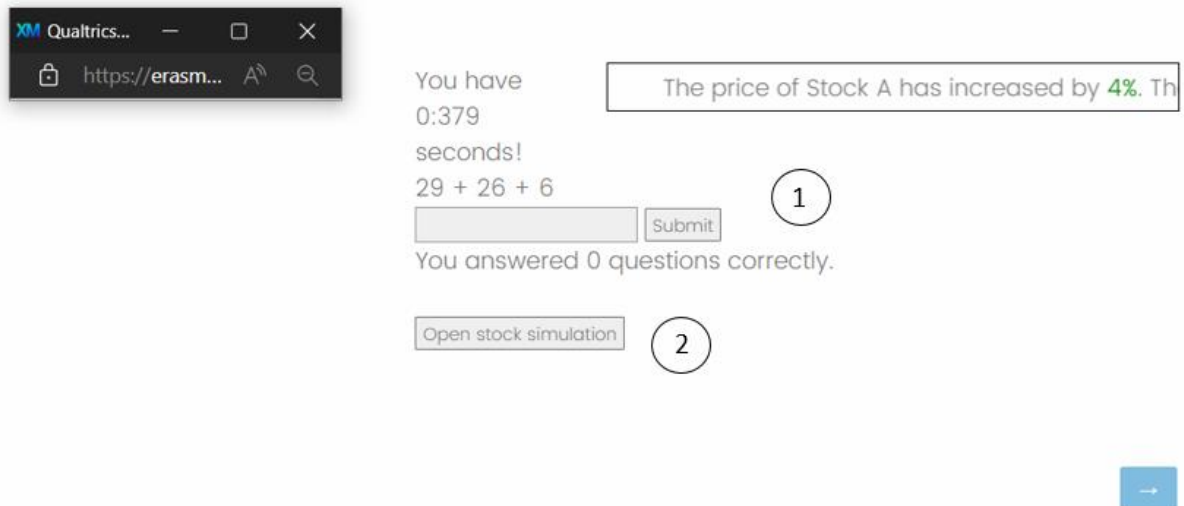 XM Qualtrics...
https://erasm...
You have
0:379
seconds!
The price of Stock A has increased by 4%. Th
29 + 26 + 6
1
Submit
You answered 0 questions correctly.
Open stock simulation
2